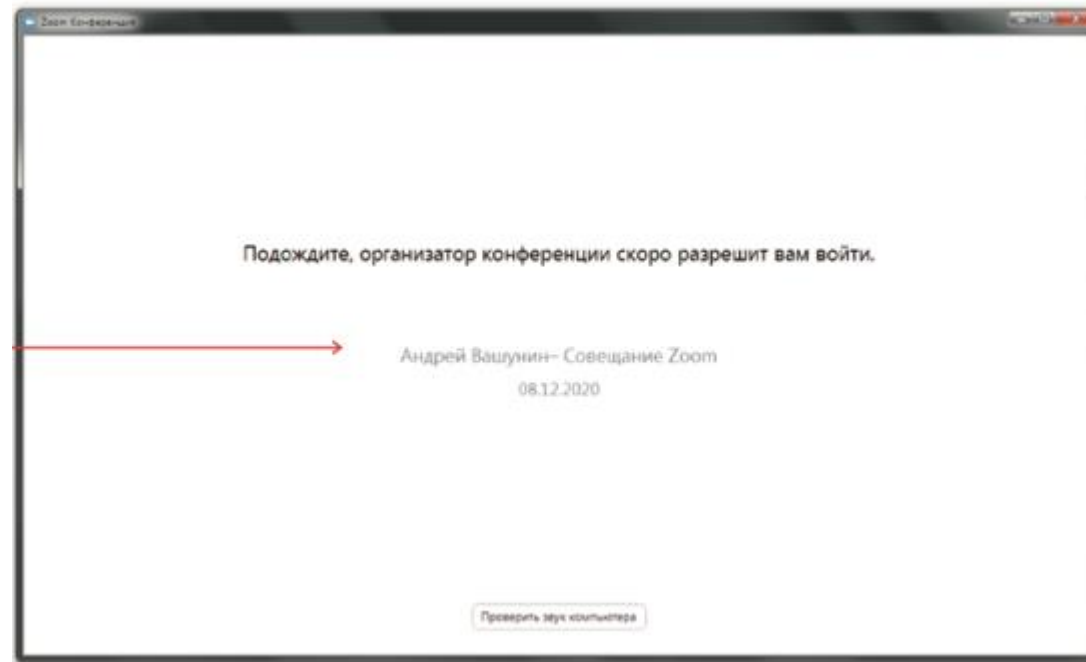 Zoom Конференция
Подождите, организатор конференции скоро разрешит вам войти.
Андрей Вашунин– Совещание Zoom
08.12.2020
Проверить звук компьютера